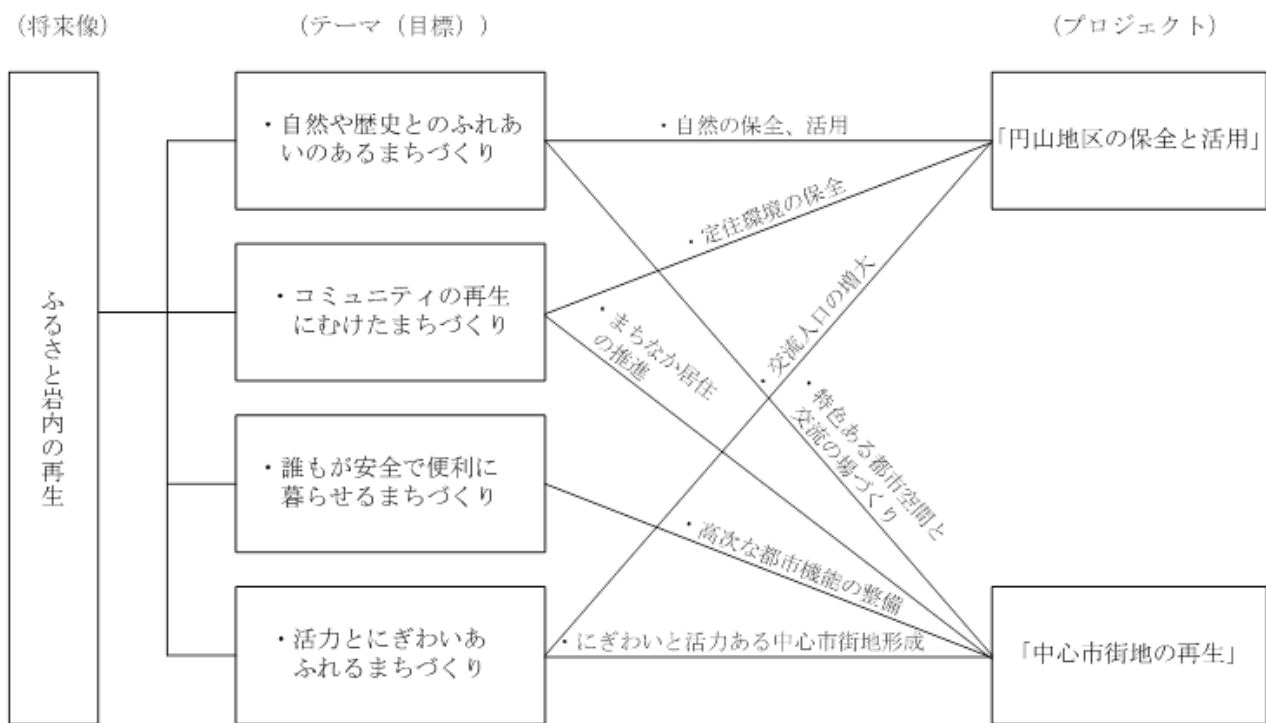 (将来像)
(テーマ(目標))
(プロジェクト)
ふるさと岩内の再生
・自然や歴史とのふれあ
いのあるまちづくり
・コミュニティの再生
にむけたまちづくり
・誰もが安全で便利に
暮らせるまちづくり
・活力とにぎわいあ
ふれるまちづくり
・自然の保全、活用
・定住環境の保全
・まちなか居住
の推進
・交流人口の増大
・特色ある都市空間と
交流の場づくり
・高次な都市機能の整備
・にぎわいと活力ある中心市街地形成
「円山地区の保全と活用」
「中心市街地の再生」